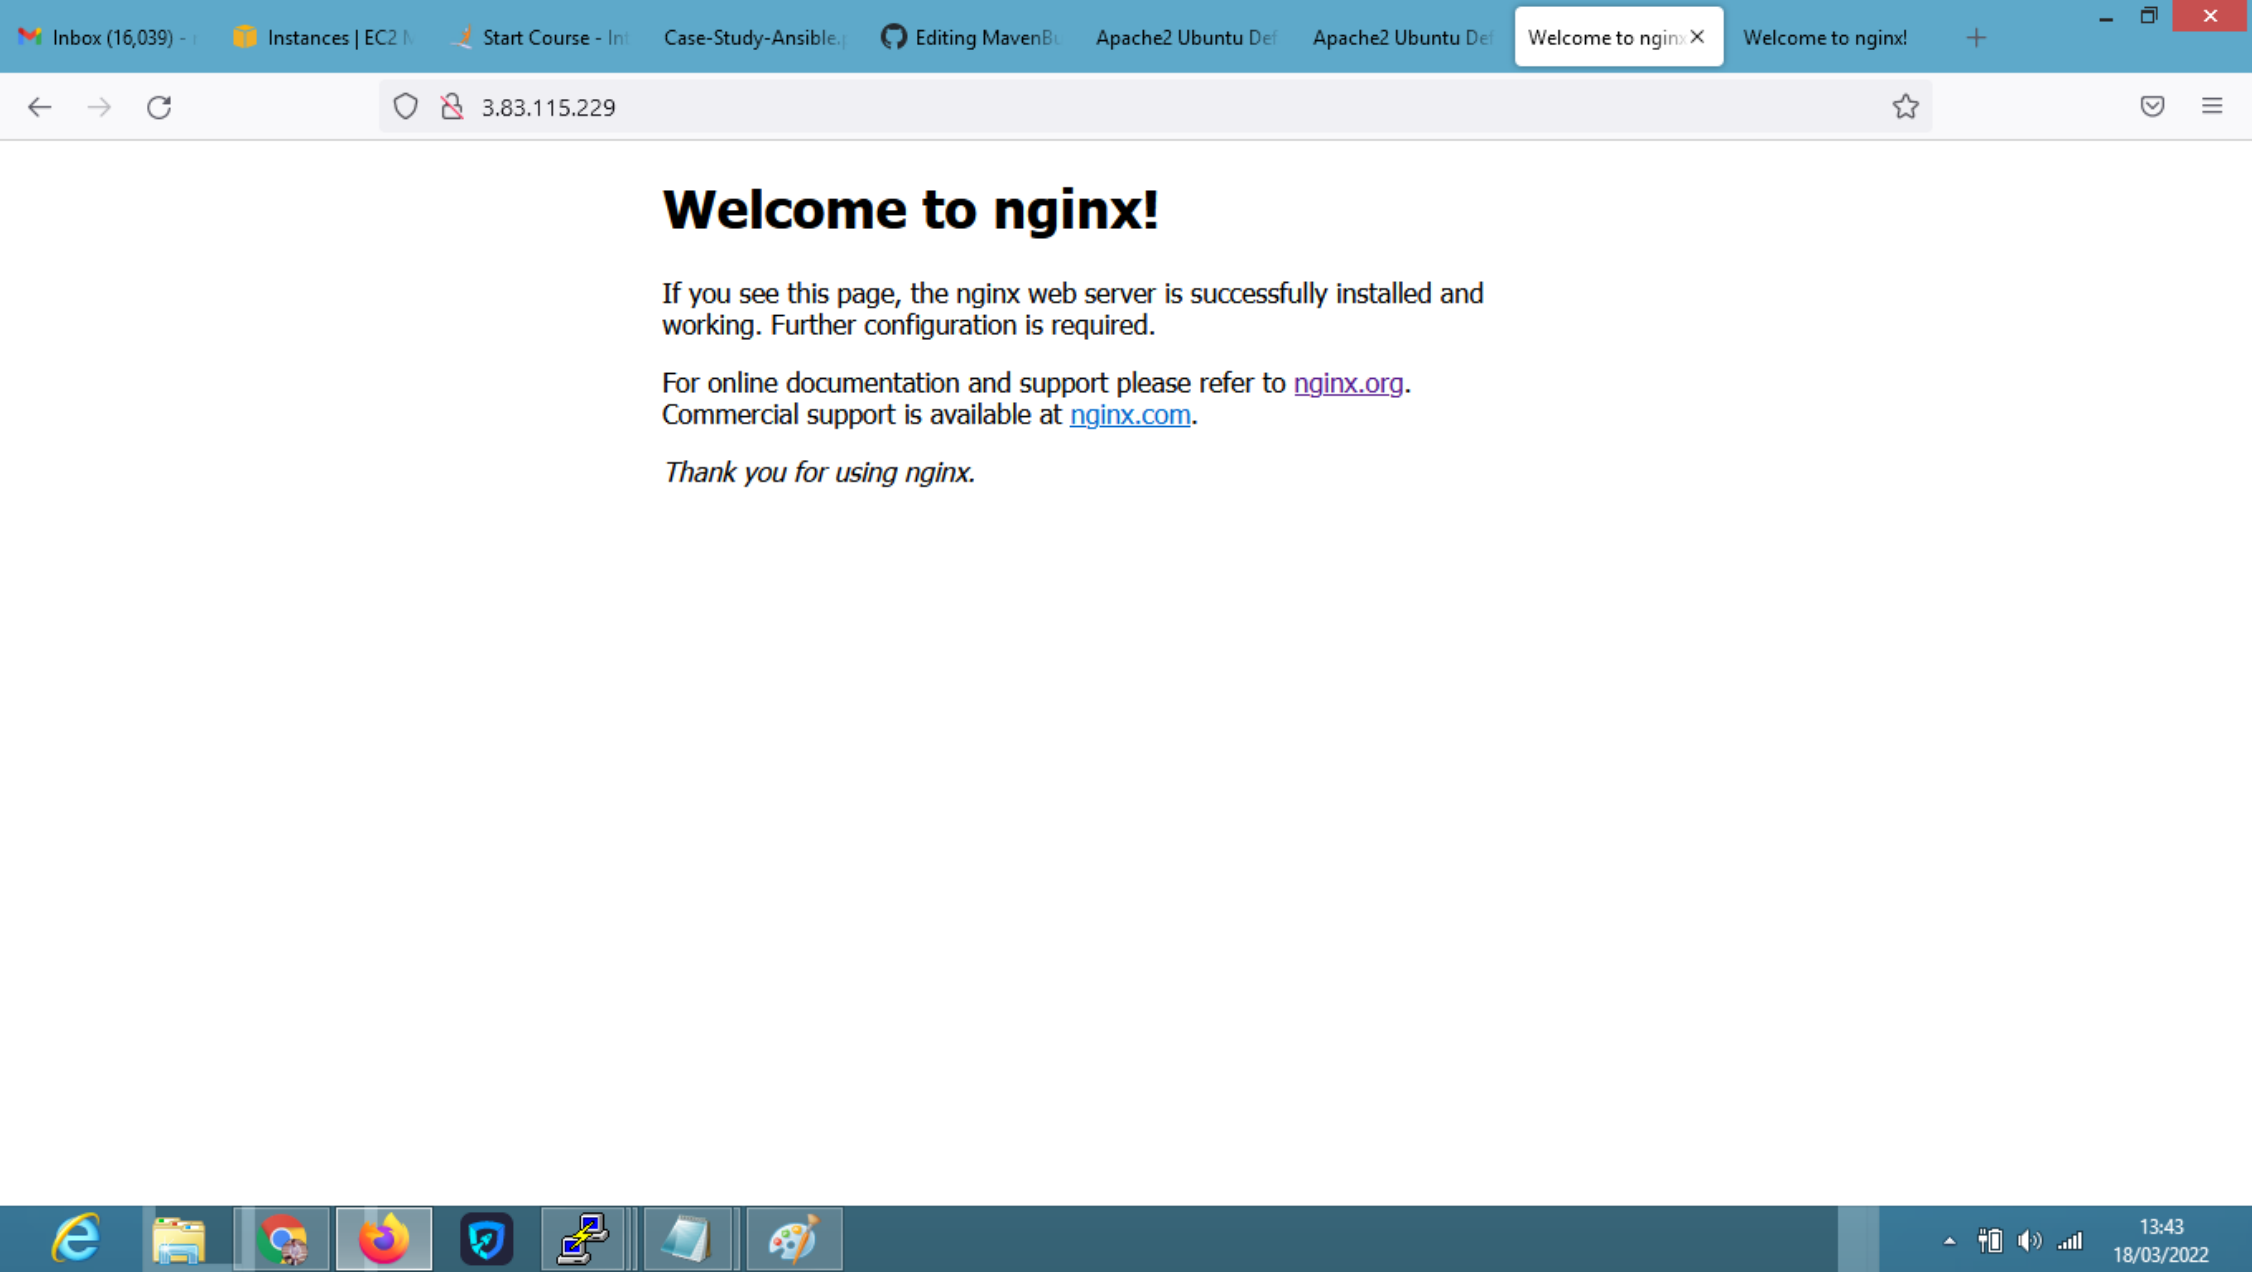 Inbox (16,039) -
Instances | EC2 M
Start Course - Int
Case-Study-Ansible.p
Editing MavenBu
Apache2 Ubuntu Def
Apache2 Ubuntu Def
Welcome to nginx
Welcome to nginx!
3.83.115.229
Welcome to nginx!
If you see this page, the nginx web server is successfully installed and
working. Further configuration is required.
For online documentation and support please refer to nginx.org.
Commercial support is available at nginx.com.
Thank you for using nginx.
13:43
18/03/2022